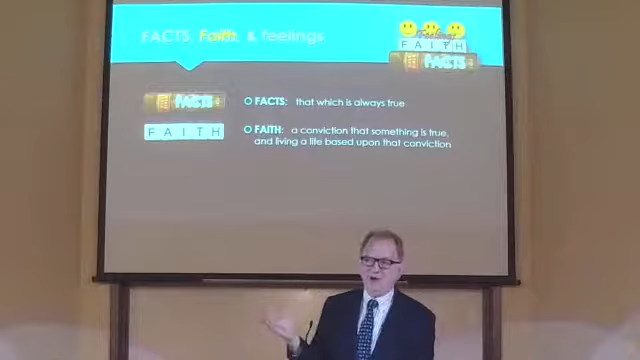 FACTS, Faith, & feelings
Feelings
FAITH
FACTS
FACTS
FACTS: that which is always true
FAITH
FAITH: a conviction that something is true,
and living a life based upon that conviction